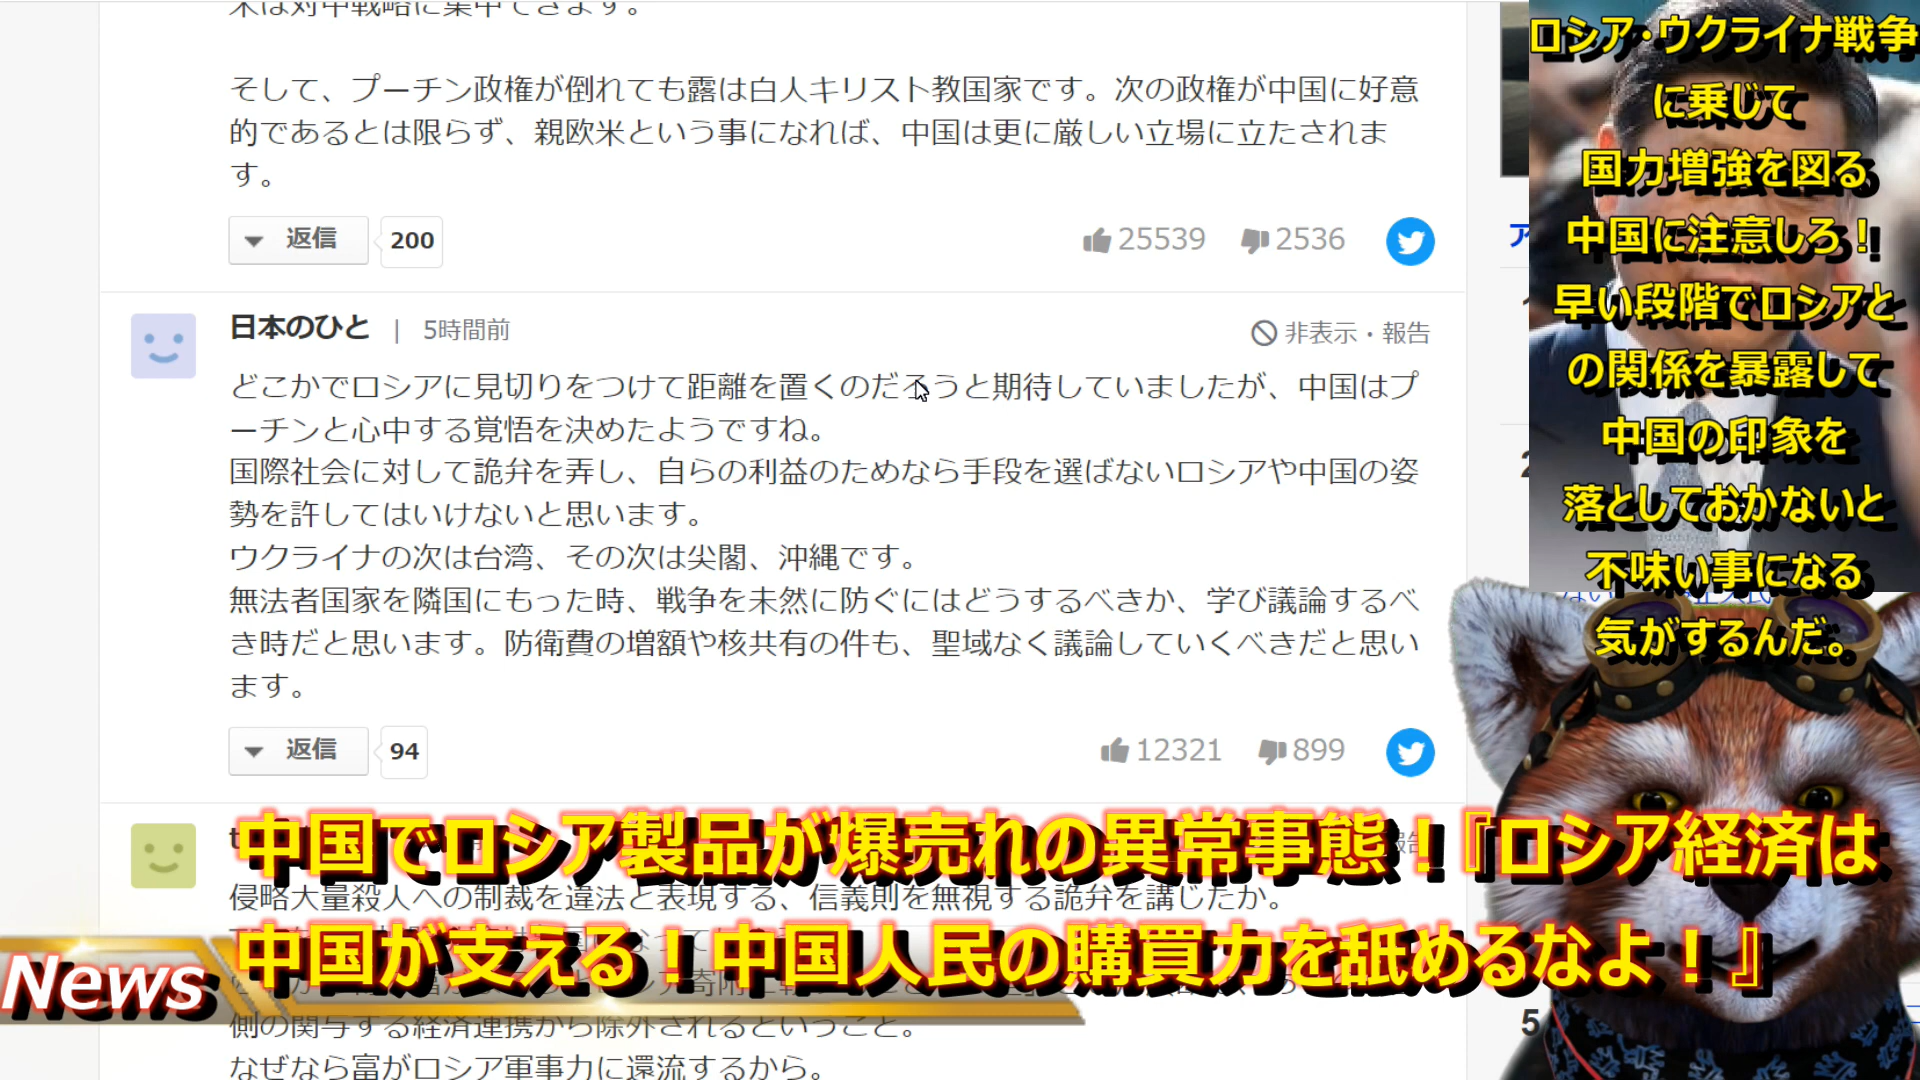 米は対中戦略に集中できます。
そして、プーチン政権が倒れても露は白人キリスト教国家です。次の政権が中国に好意
的であるとは限らず、親欧米という事になれば、中国は更に厳しい立場に立たされま
す。
返信 200
25539 2536
日本のひと | 5時間前
非表示・報告
どこかでロシアに見切りをつけて距離を置くのだろうと期待していましたが、中国はプ
ーチンと心中する覚悟を決めたようですね。
国際社会に対して詭弁を弄し、自らの利益のためなら手段を選ばないロシアや中国の姿
勢を許してはいけないと思います。
ウクライナの次は台湾、その次は尖閣、沖縄です。
無法者国家を隣国にもった時、戦争を未然に防ぐにはどうするべきか、学び議論するべ
き時だと思います。防衛費の増額や核共有の件も、聖域なく議論していくべきだと思い
ます。
返信 94
12321 899
侵略大量殺人への制裁を違法と表現する、信義則を無視する詭弁を講じたか。
側の関与する経済連携から除外されるということ。
なぜなら富がロシア軍事力に還流するから。
ロシア・ウクライナ戦争
に乗じて
国力増強を図る
中国に注意しろ！
早い段階でロシアと
の関係を暴露して
中国の印象を
落としておかないと
不味い事になる
気がするんだ。
ア
2
5
中国でロシア製品が爆売れの異常事態！『ロシア経済は
中国が支える！中国人民の購買力を舐めるなよ！』
News